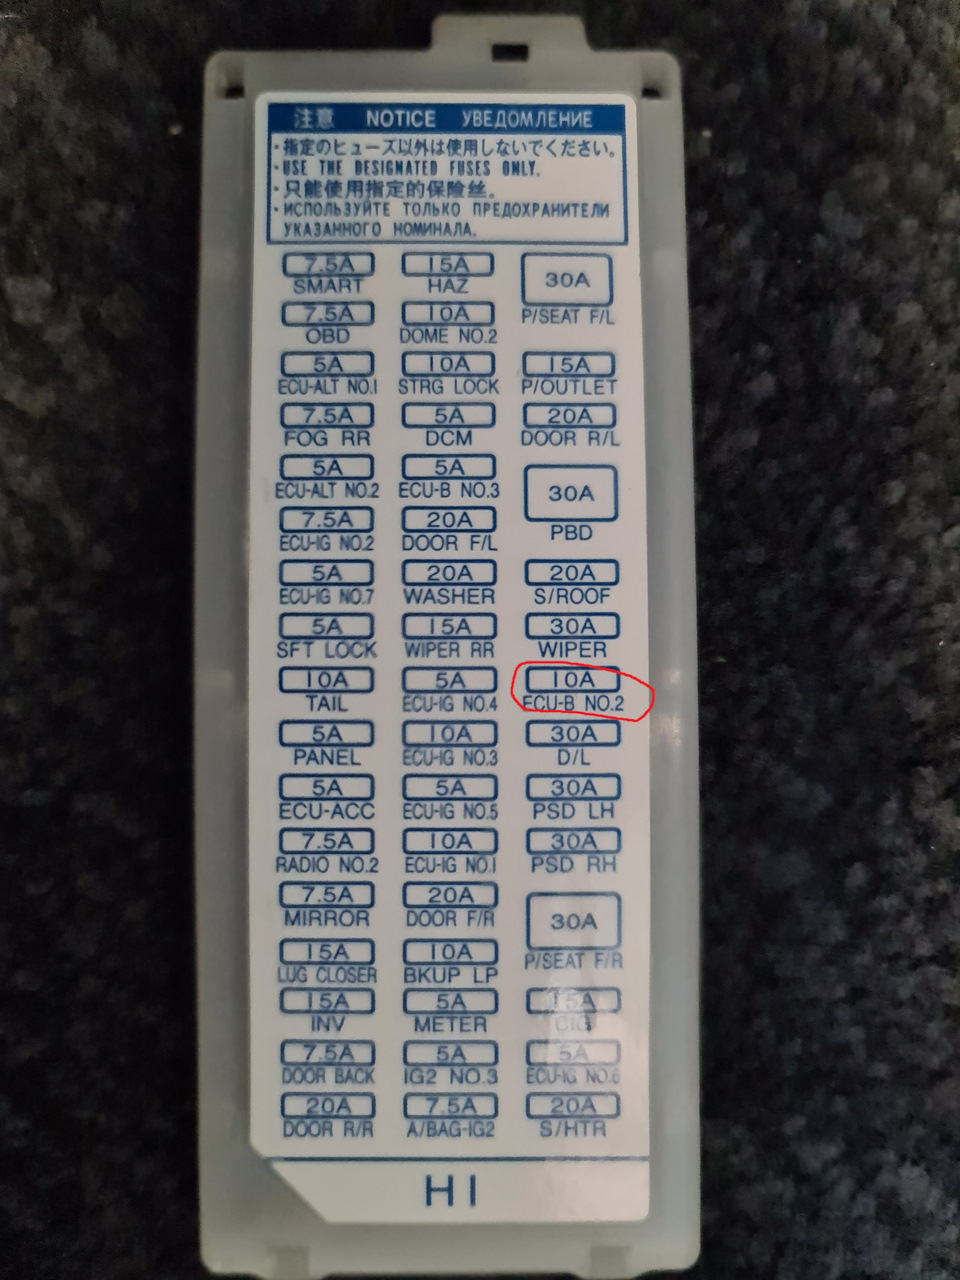 注意 NOTICE УВЕДОМЛЕНИЕ
・指定のヒューズ以外は使用しないでください。
・USE THE DESIGNATED FUSES ONLY.
・只能使用指定的保险丝。
・ИСПОЛЬЗУЙТЕ ТОЛЬКО ПРЕДОХРАНИТЕЛИ
УКАЗАННОГО НОМИНАЛА.
7.5A 15A 30A
SMART HAZ P/SEAT F/L
7.5A 10A
OBD DOME NO.2
5A 10A 15A
ECU-ALT NO.1 STRG LOCK P/OUTLET
7.5A 5A 20A
FOG RR DCM DOOR R/L
5A 5A 30A
ECU-ALT NO.2 ECU-B NO.3 PBD
7.5A 20A
ECU-IG NO.2 DOOR F/L
5A 20A 20A
ECU-IG NO.7 WASHER S/ROOF
5A 15A 30A
SFT LOCK WIPER RR WIPER
10A 5A 10A
TAIL ECU-IG NO.4 ECU-B NO.2
5A 10A 30A
PANEL ECU-IG NO.3 D/L
5A 5A 30A
ECU-ACC ECU-IG NO.5 PSD LH
7.5A 10A 30A
RADIO NO.2 ECU-IG NO.1 PSD RH
7.5A 20A 30A
MIRROR DOOR F/R P/SEAT F/R
15A 10A
LUG CLOSER BKUP LP
15A 5A 15A
INV METER CIG
7.5A 5A 5A
DOOR BACK IG2 NO.3 ECU-IG NO.6
20A 7.5A 20A
DOOR R/R A/BAG-IG2 S/HTR
HI